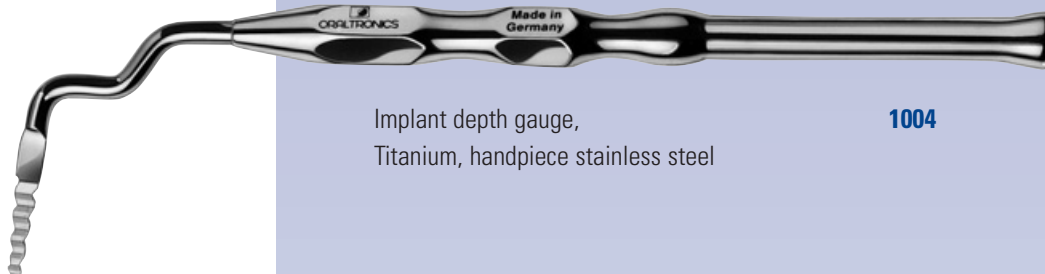 ORALTRONICS
Made in
Germany
Implant depth gauge,
1004
Titanium, handpiece stainless steel